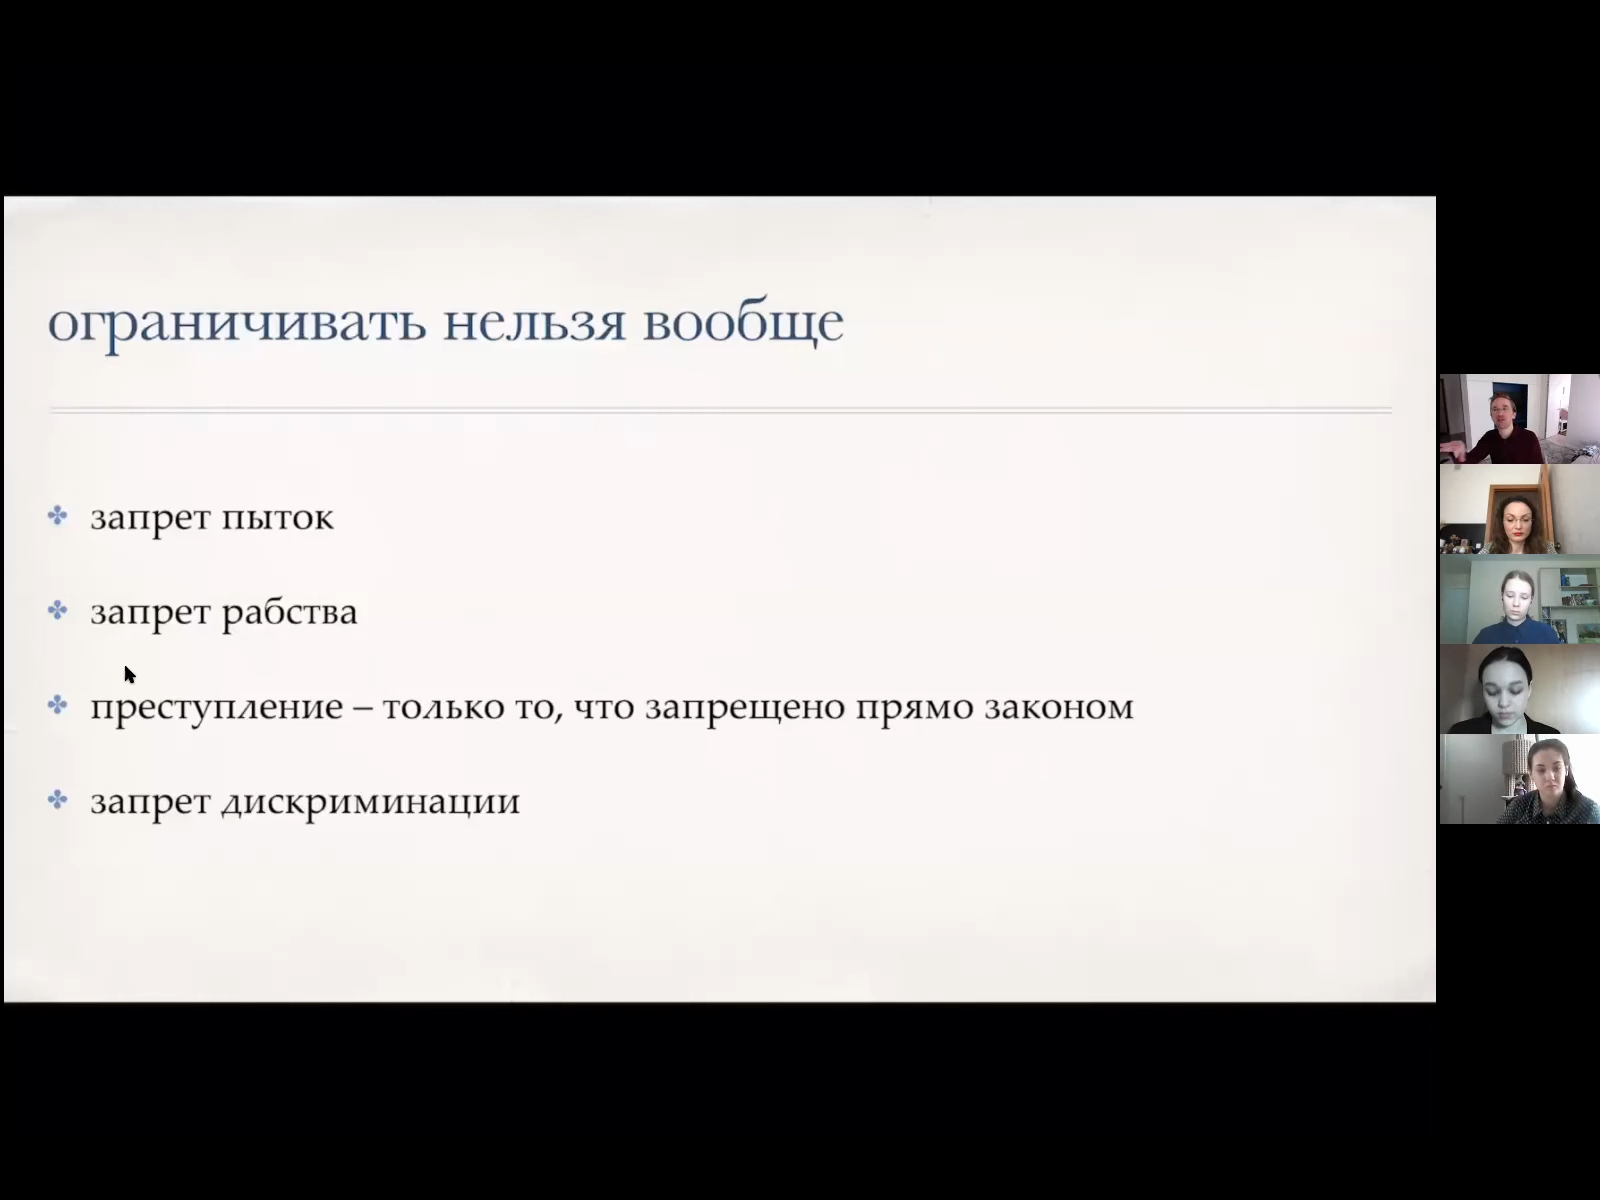 ограничивать нельзя вообще
запрет пыток
запрет рабства
преступление – только то, что запрещено прямо законом
запрет дискриминации